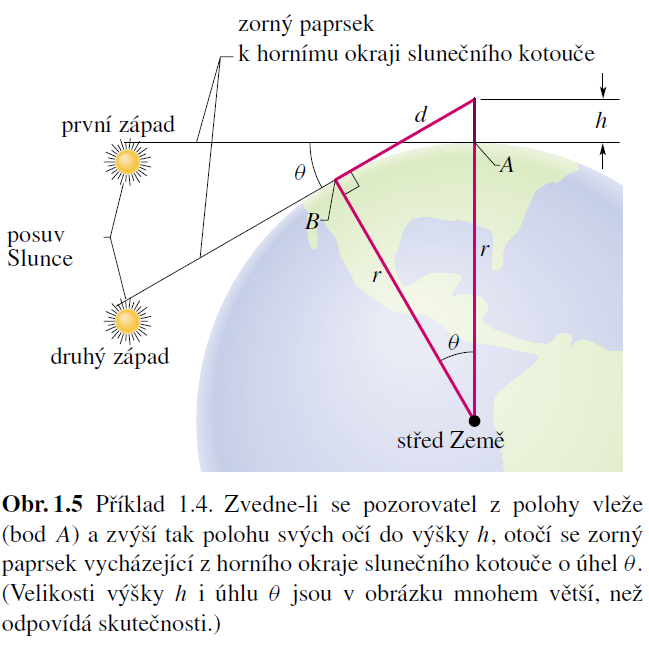 zorný paprsek
k hornímu okraji slunečního kotouče
první západ
d
h
θ
A
B
posuv
Slunce
r
r
θ
druhý západ
střed Země
Obr. 1.5 Příklad 1.4. Zvedne-li se pozorovatel z polohy vleže
(bod A) a zvýší tak polohu svých očí do výšky h, otočí se zorný
paprsek vycházející z horního okraje slunečního kotouče o úhel θ.
(Velikosti výšky h i úhlu θ jsou v obrázku mnohem větší, než
odpovídá skutečnosti.)